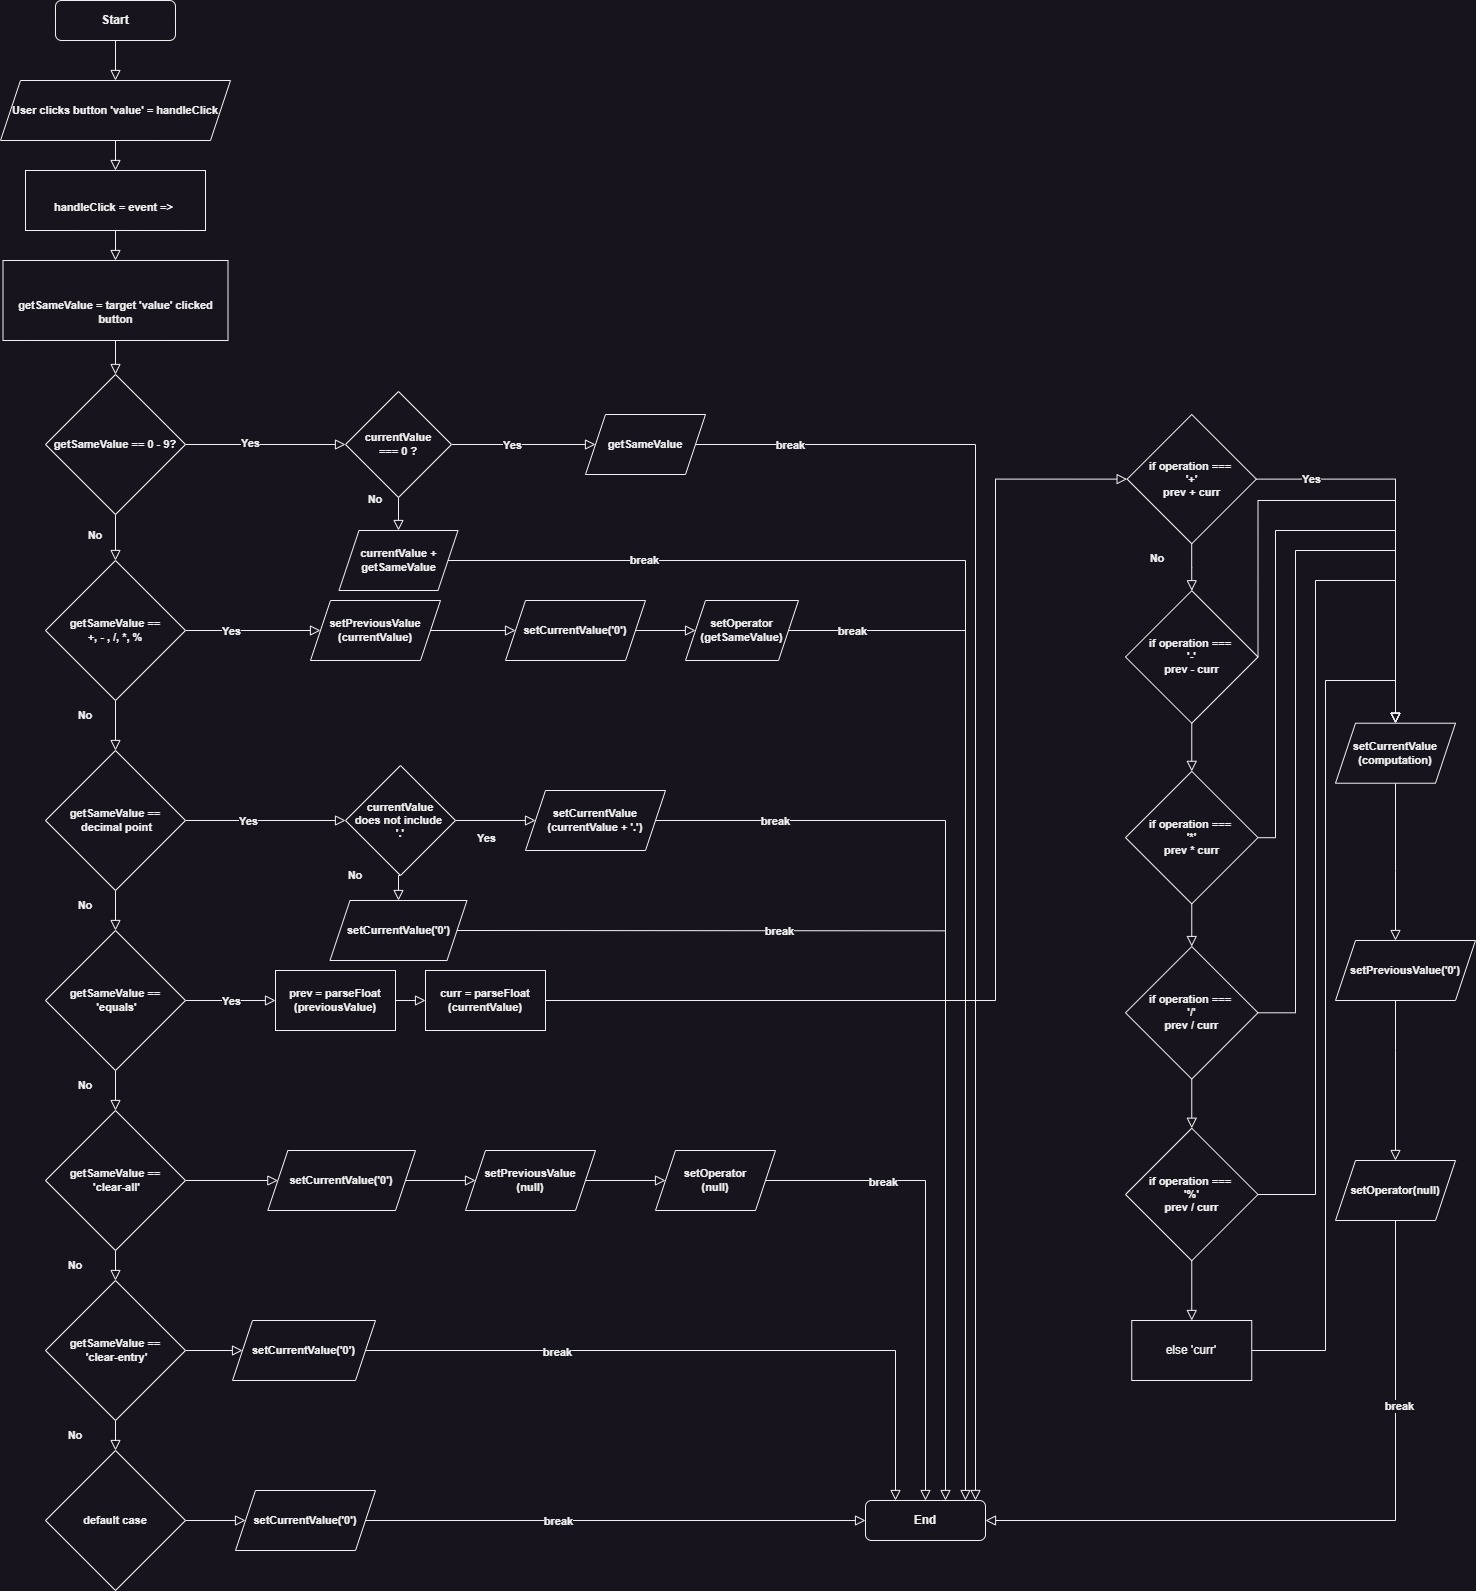 Start
User clicks button 'value' = handleClick
handleClick = event =>
getSameValue = target 'value' clicked
button
getSameValue == 0 - 9?
Yes
currentValue
=== 0 ?
Yes
getSameValue
break
No
currentValue +
getSameValue
break
No
getSameValue ==
+, - , /, *, %
Yes
setPreviousValue
(currentValue)
setCurrentValue('0')
setOperator
(getSameValue)
break
No
getSameValue ==
decimal point
Yes
currentValue
does not include
'.'
Yes
setCurrentValue
(currentValue + '.')
break
No
setCurrentValue('0')
break
No
getSameValue ==
'equals'
Yes
prev = parseFloat
(previousValue)
curr = parseFloat
(currentValue)
No
getSameValue ==
'clear-all'
setCurrentValue('0')
setPreviousValue
(null)
setOperator
(null)
break
No
getSameValue ==
'clear-entry'
setCurrentValue('0')
break
No
default case
setCurrentValue('0')
break
End
if operation ===
'+'
prev + curr
Yes
No
if operation ===
'-'
prev - curr
if operation ===
'*'
prev * curr
if operation ===
'/'
prev / curr
if operation ===
'%'
prev / curr
else 'curr'
setCurrentValue
(computation)
setPreviousValue('0')
setOperator(null)
break